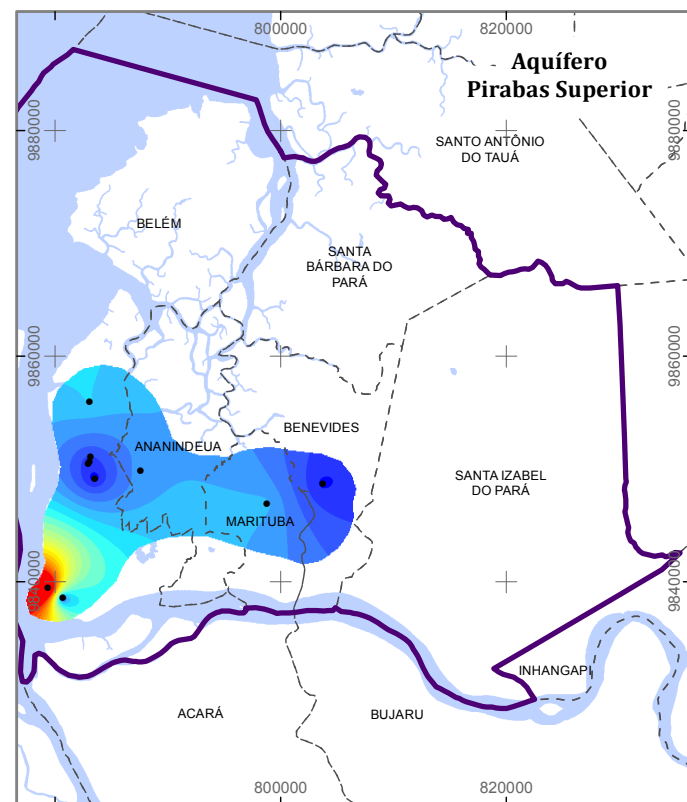 800000
820000
Aquífero
Pirabas Superior
9880000
9880000
SANTO ANTÔNIO
DO TAUÁ
BELÉM
SANTA
BÁRBARA DO
PARÁ
9860000
9860000
BENEVIDES
ANANINDEUA
SANTA IZABEL
DO PARÁ
MARITUBA
9840000
9840000
INHANGAPI
ACARÁ
BUJARU
800000
820000